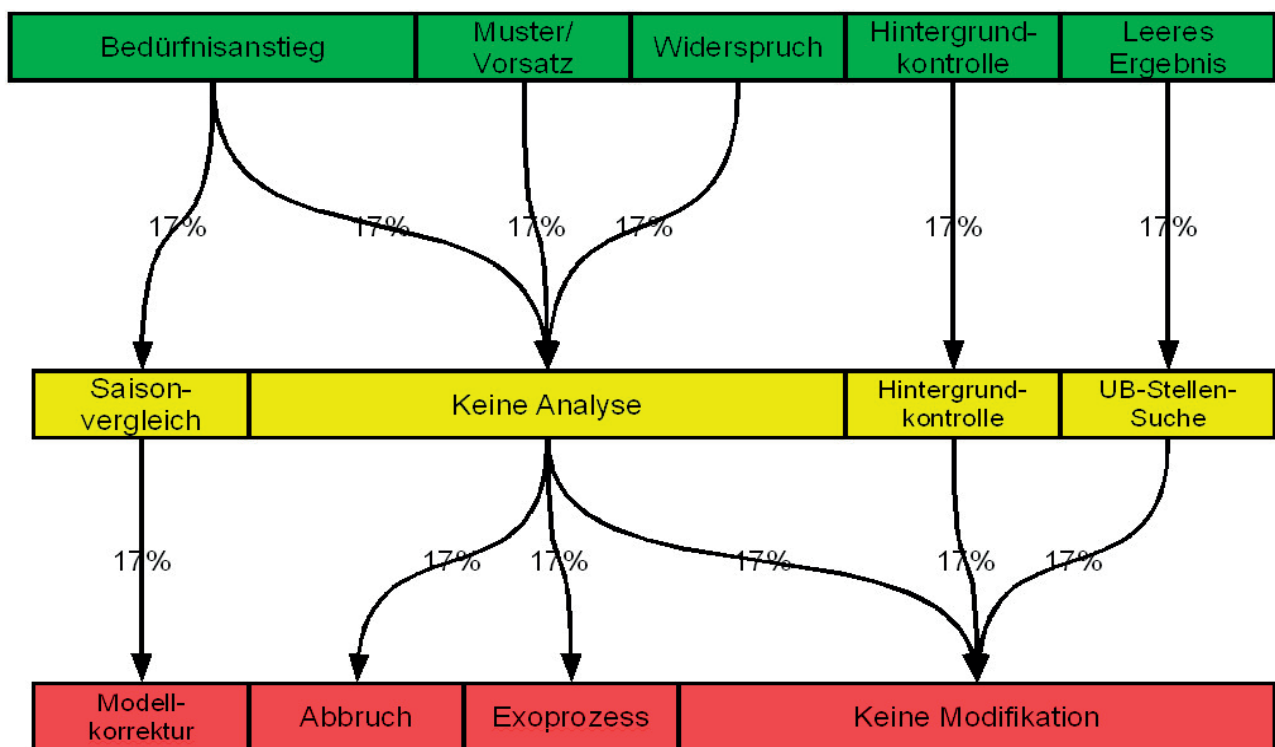 Bedürfnisanstieg
Muster/
Vorsatz
Widerspruch
Hintergrund-
kontrolle
Leeres
Ergebnis
17%
17%
17%
17%
17%
17%
Saison-
vergleich
Keine Analyse
Hintergrund-
kontrolle
UB-Stellen-
Suche
17%
17%
17%
17%
17%
17%
Modell-
korrektur
Abbruch
Exoprozess
Keine Modifikation